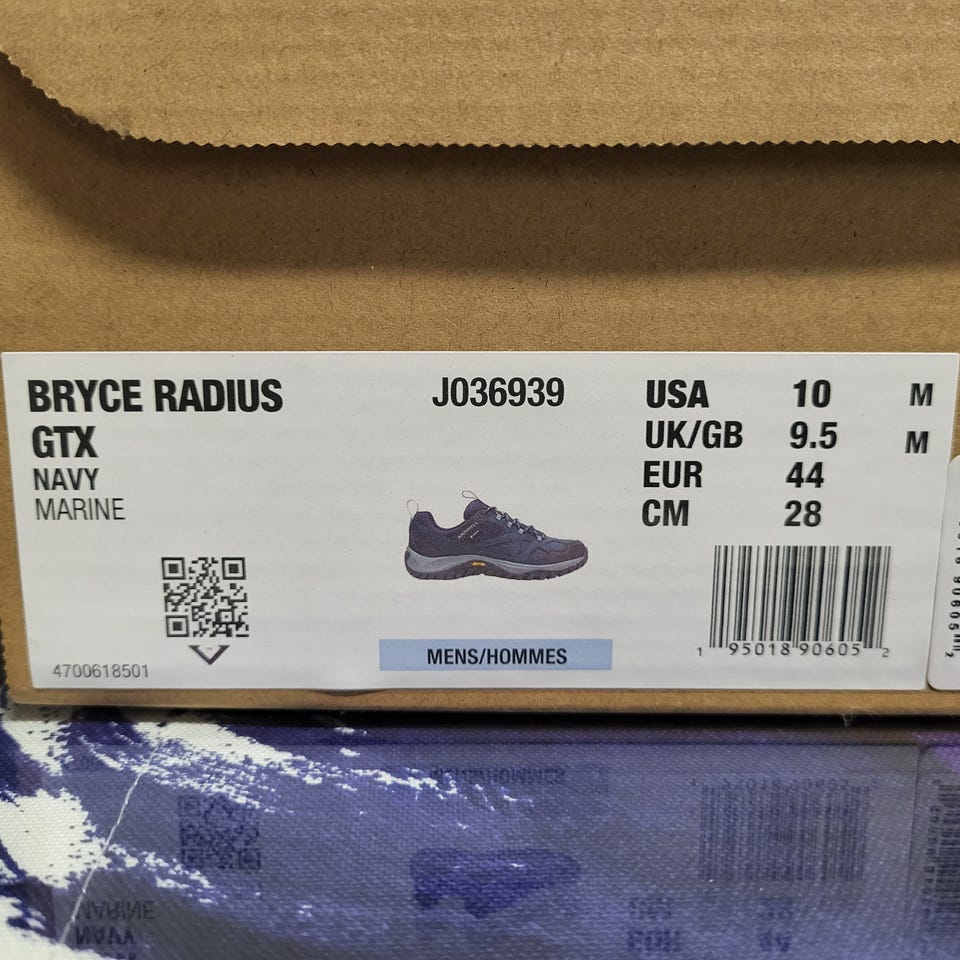 BRYCE RADIUS
GTX
NAVY
MARINE
4700618501
J036939
MERRELL
MENS/HOMMES
USA 10 M
UK/GB 9.5 M
EUR 44
CM 28
1 95018 90605 2